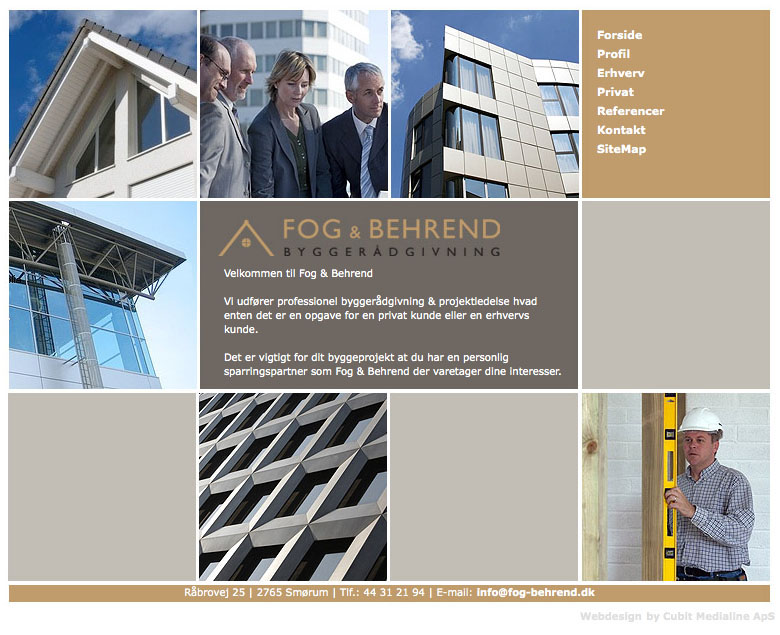 Forside
Profil
Erhverv
Privat
Referencer
Kontakt
SiteMap
FOG & BEHREND
BYGGERÅDGIVNING
Velkommen til Fog & Behrend
Vi udfører professionel byggerådgivning & projektledelse hvad
enten det er en opgave for en privat kunde eller en erhvervs
kunde.
Det er vigtigt for dit byggeprojekt at du har en personlig
sparringspartner som Fog & Behrend der varetager dine interesser.
Råbrovej 25 | 2765 Smørum | Tlf.: 44 31 21 94 | E-mail: info@fog-behrend.dk
Webdesign by Cubit Medialine ApS